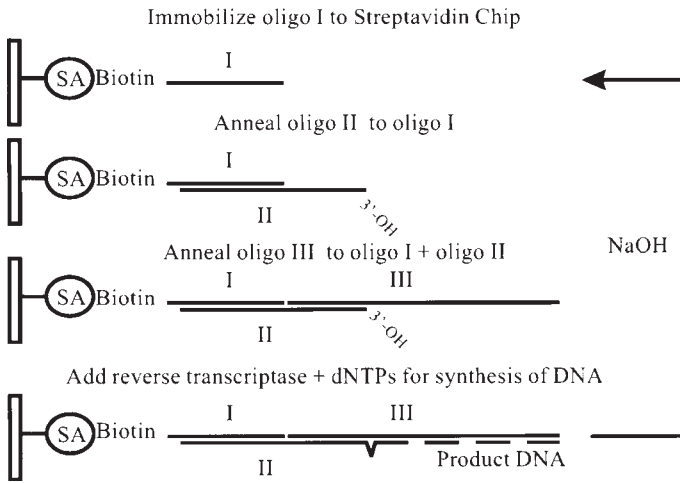 Immobilize oligo I to Streptavidin Chip
I
SA Biotin
Anneal oligo II to oligo I
I
SA Biotin
II
3'-OH
NaOH
Anneal oligo III to oligo I + oligo II
I III
SA Biotin
II
3'-OH
Add reverse transcriptase + dNTPs for synthesis of DNA
I III
SA Biotin
II
Product DNA